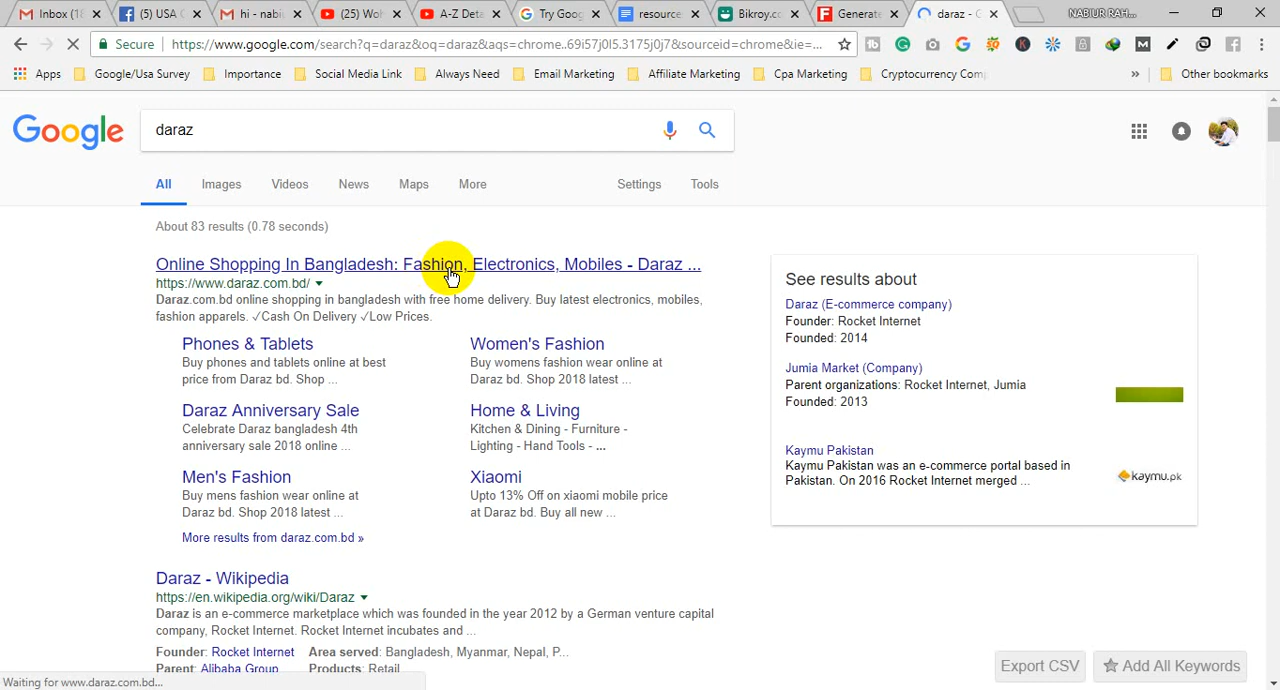 Inbox (18
(5) USA C
hi - nabiu
(25) Woh
A-Z Deta
Try Goog
resource
Bikroy.co
Generate
daraz - G
NABIUR RAH...
Secure
https://www.google.com/search?q=daraz&oq=daraz&aqs=chrome..69i57j0l5.3175j0j7&sourceid=chrome&ie=...
Apps
Google/Usa Survey
Importance
Social Media Link
Always Need
Email Marketing
Affiliate Marketing
Cpa Marketing
Cryptocurrency Com
»
Other bookmarks
Google
daraz
All
Images
Videos
News
Maps
More
Settings
Tools
About 83 results (0.78 seconds)
Online Shopping In Bangladesh: Fashion, Electronics, Mobiles - Daraz ...
https://www.daraz.com.bd/
Daraz.com.bd online shopping in bangladesh with free home delivery. Buy latest electronics, mobiles,
fashion apparels. ✓Cash On Delivery ✓Low Prices.
Phones & Tablets
Buy phones and tablets online at best
price from Daraz bd. Shop ...
Women's Fashion
Buy womens fashion wear online at
Daraz bd. Shop 2018 latest ...
Daraz Anniversary Sale
Celebrate Daraz bangladesh 4th
anniversary sale 2018 online ...
Home & Living
Kitchen & Dining - Furniture -
Lighting - Hand Tools - ...
Men's Fashion
Buy mens fashion wear online at
Daraz bd. Shop 2018 latest ...
Xiaomi
Upto 13% Off on xiaomi mobile price
at Daraz bd. Buy all new ...
More results from daraz.com.bd »
Daraz - Wikipedia
https://en.wikipedia.org/wiki/Daraz
Daraz is an e-commerce marketplace which was founded in the year 2012 by a German venture capital
company, Rocket Internet. Rocket Internet incubates and ...
Founder: Rocket Internet Area served: Bangladesh, Myanmar, Nepal, P...
Parent: Alibaba Group Products: Retail
See results about
Daraz (E-commerce company)
Founder: Rocket Internet
Founded: 2014
Jumia Market (Company)
Parent organizations: Rocket Internet, Jumia
Founded: 2013
Kaymu Pakistan
Kaymu Pakistan was an e-commerce portal based in
Pakistan. On 2016 Rocket Internet merged ...
kaymu.pk
Export CSV
Add All Keywords
Waiting for www.daraz.com.bd...